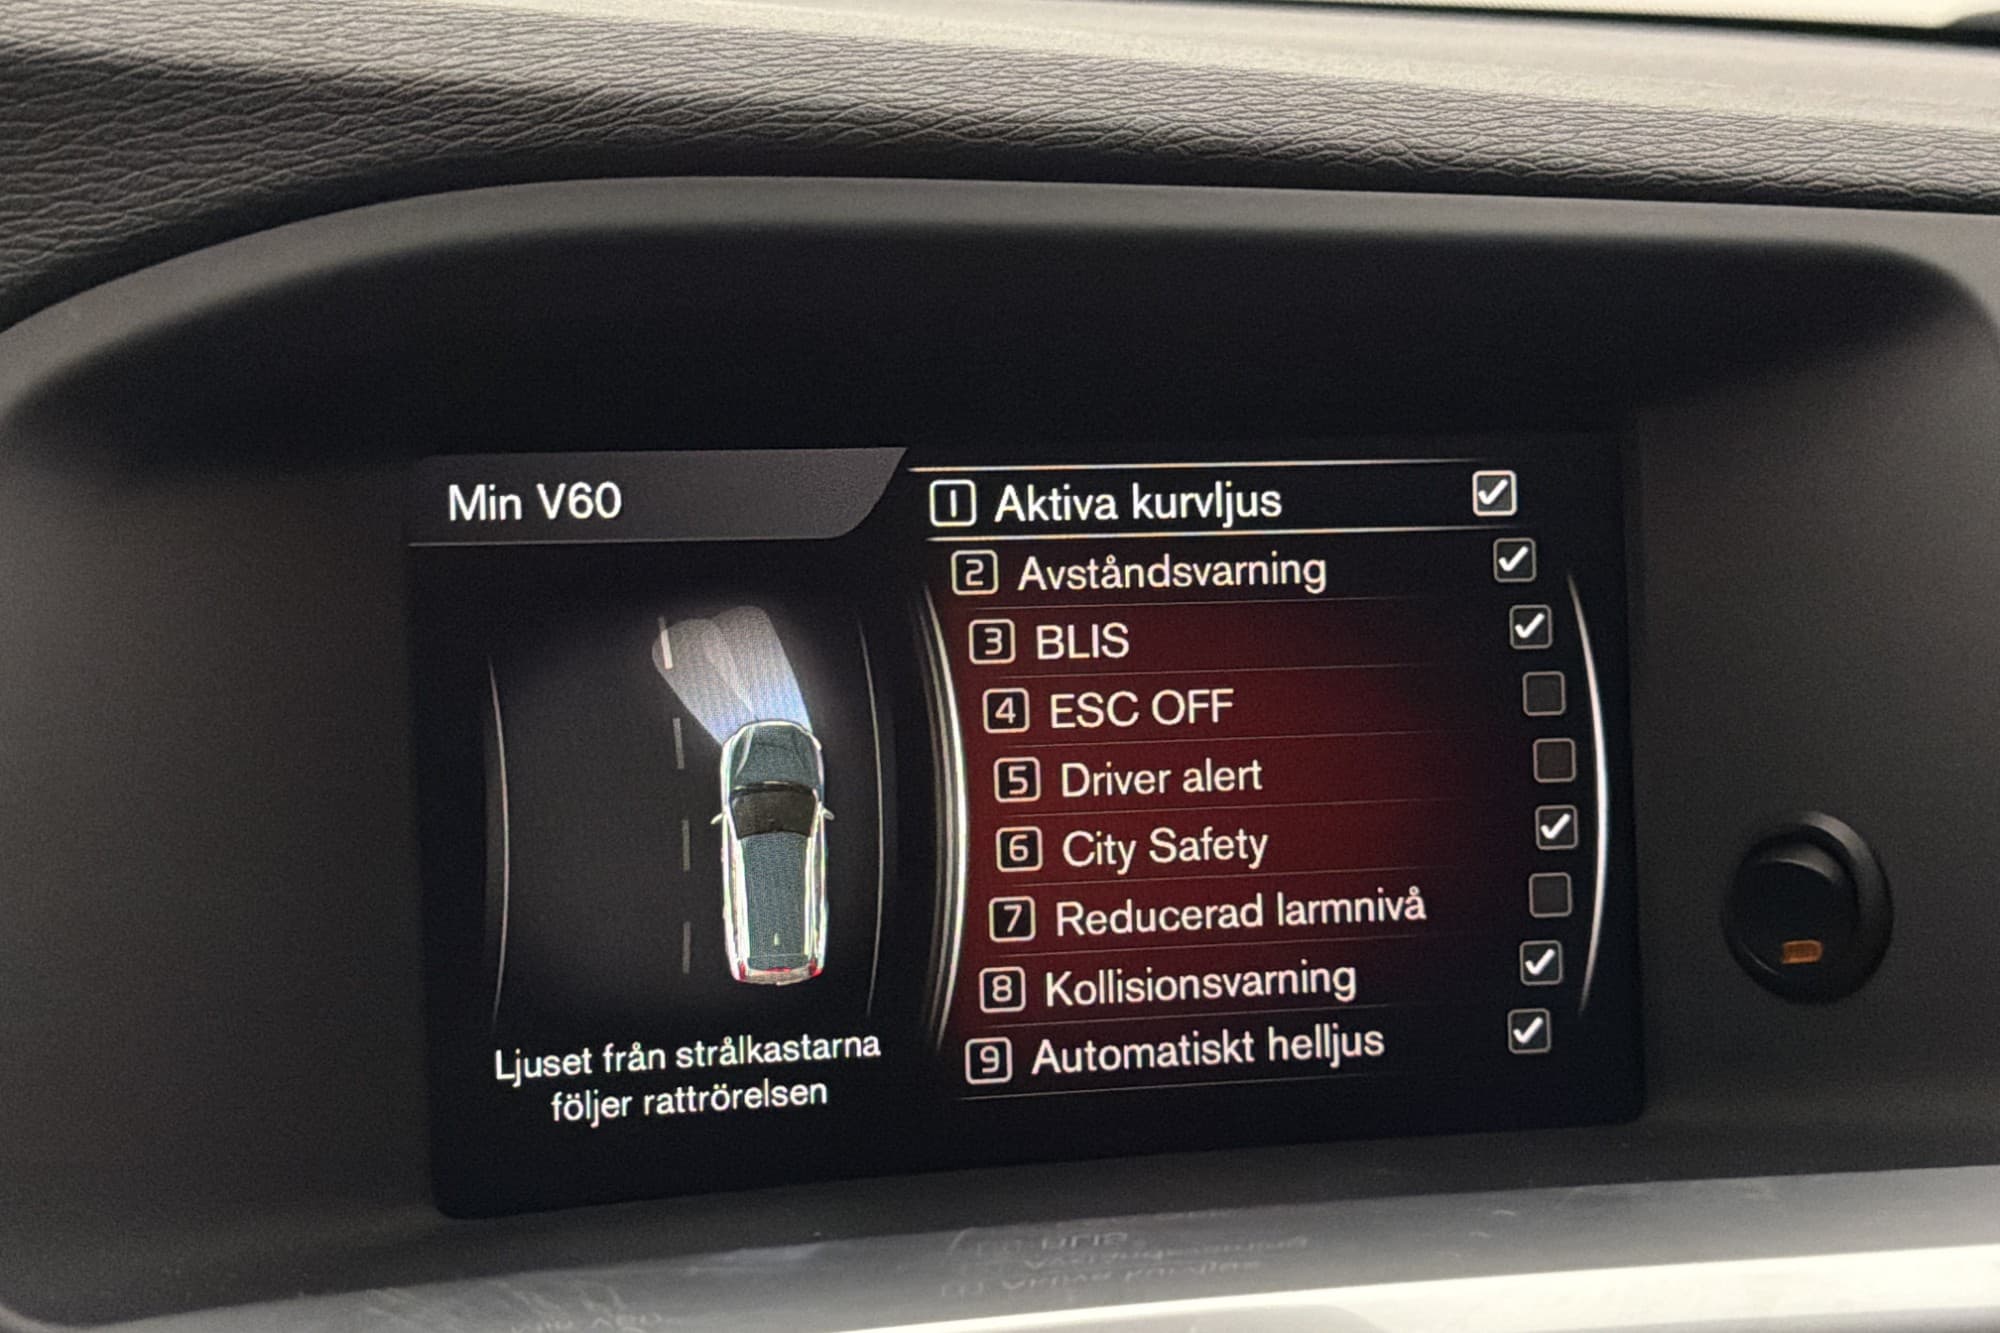 Min V60
1 Aktiva kurvljus
2 Avståndsvarning
3 BLIS
4 ESC OFF
5 Driver alert
6 City Safety
7 Reducerad larmnivå
8 Kollisionsvarning
9 Automatiskt helljus
Ljuset från strålkastarna
följer rattrörelsen